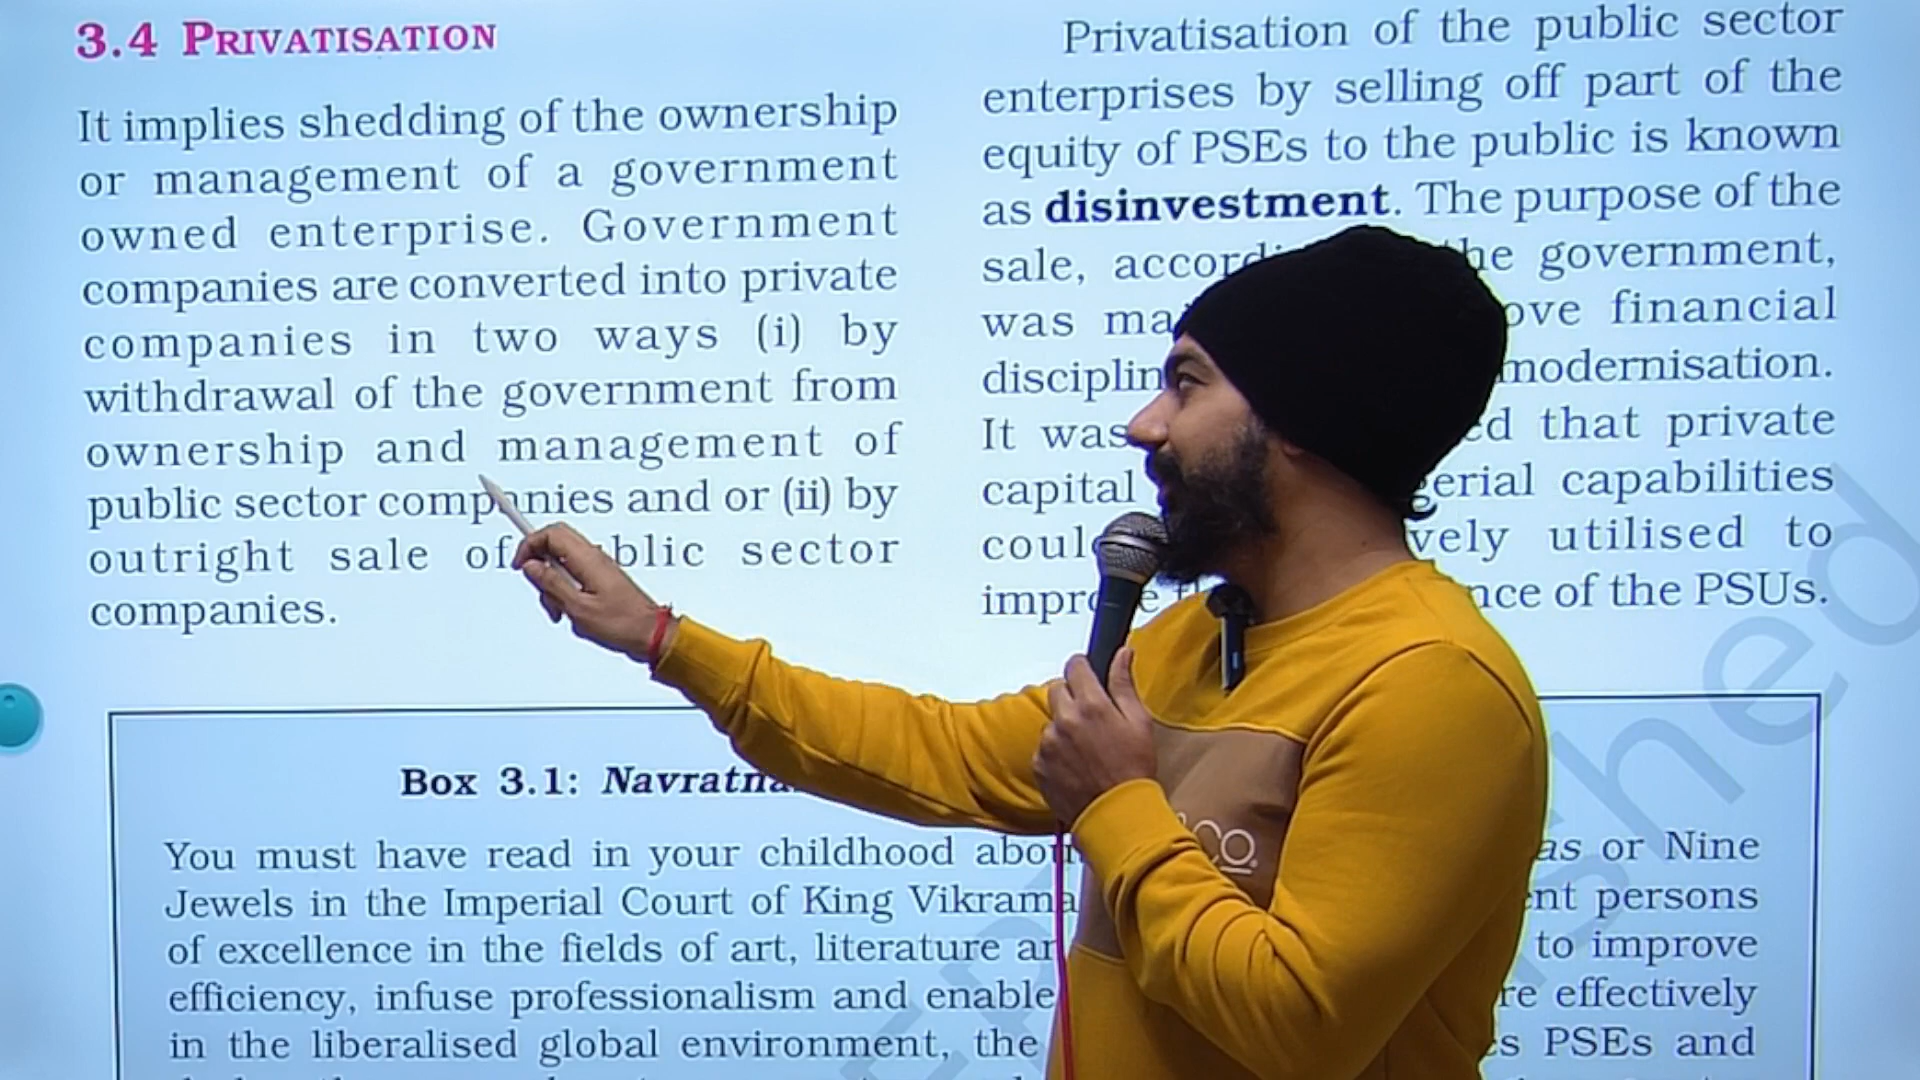 3.4 PRIVATISATION
It implies shedding of the ownership
or management of a government
owned enterprise. Government
companies are converted into private
companies in two ways (i) by
withdrawal of the government from
ownership and management of
public sector companies and or (ii) by
outright sale of public sector
companies.
Privatisation of the public sector
enterprises by selling off part of the
equity of PSEs to the public is known
as disinvestment. The purpose of the
sale, the government,
was financial
modernisation.
It was that private
capital capabilities
utilised to
of the PSUs.
Box 3.1:
You must have read in your childhood or Nine
Jewels in the Imperial Court of King persons
of excellence in the fields of art, literature to improve
efficiency, infuse professionalism and enable effectively
in the liberalised global environment, the PSEs and